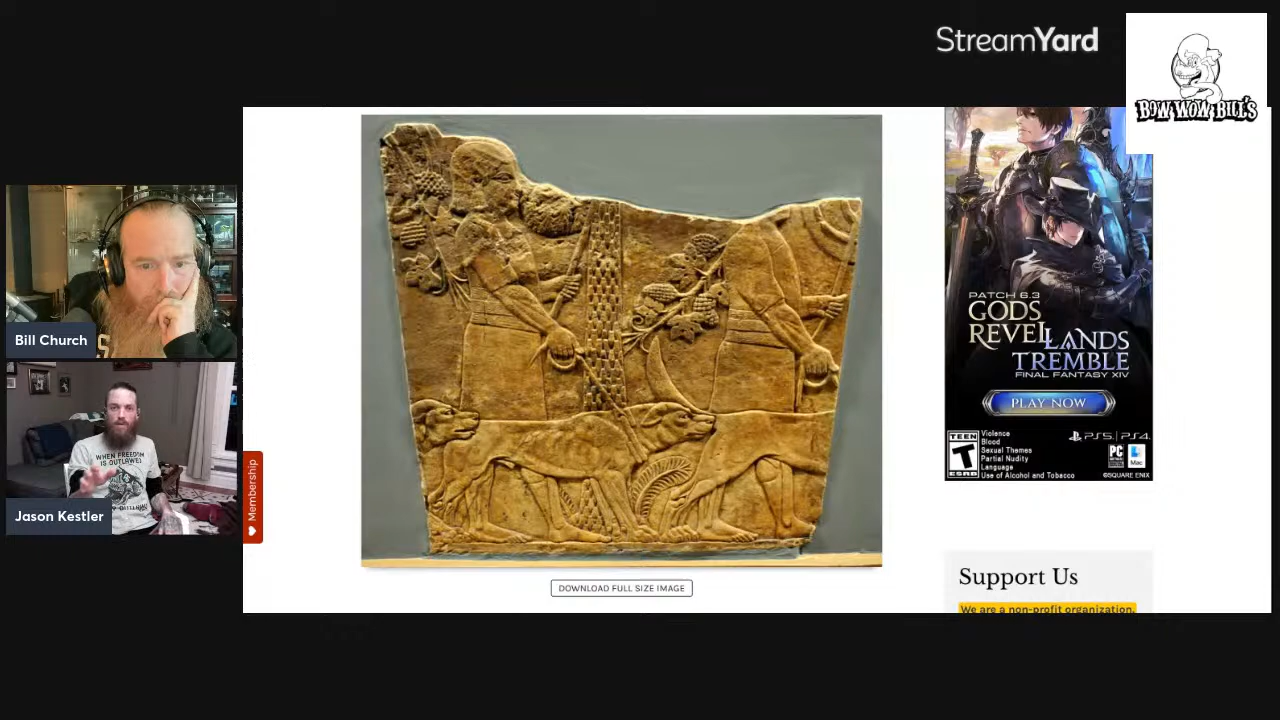 StreamYard
BOW WOW BILL'S
Bill Church
WHEN FREEDOM
IS OUTLAWED
Jason Kestler
Membership
DOWNLOAD FULL SIZE IMAGE
PATCH 6.3
GODS
REVEL
LANDS
TREMBLE
FINAL FANTASY XIV
PLAY NOW
TEEN
T
ESRB
Violence
Blood
Sexual Themes
Partial Nudity
Language
Use of Alcohol and Tobacco
PS5 | PS4
PC
Mac
©SQUARE ENIX
Support Us
We are a non-profit organization.